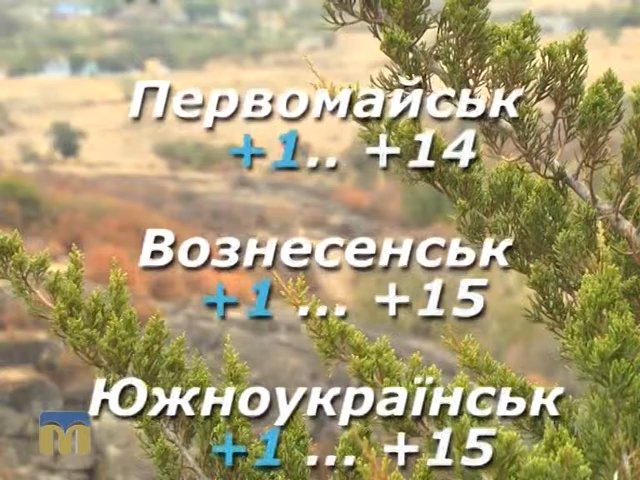 Первомайськ
+1.. +14
Вознесенськ
+1 ... +15
Южноукраїнськ
+1 ... +15